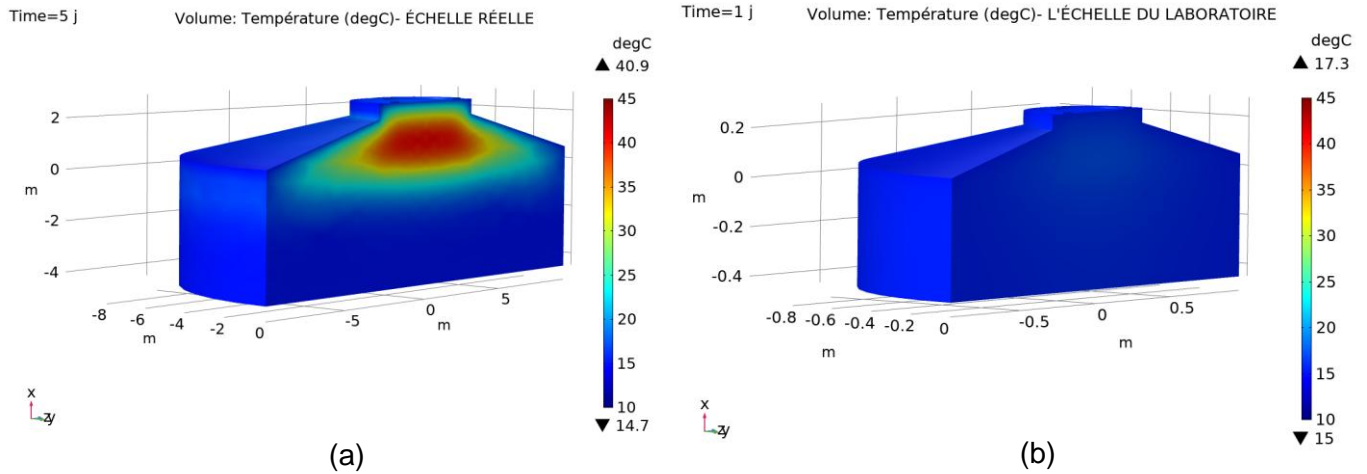 Time=5 j Volume: Température (degC)- ÉCHELLE RÉELLE
degC
▲ 40.9
45
40
35
30
25
20
15
10
▼ 14.7
2
0
-2
-4
m
-8 -6 -4 -2 0
m
-5 0 5
m
x
z y
(a)
Time=1 j Volume: Température (degC)- L'ÉCHELLE DU LABORATOIRE
degC
▲ 17.3
45
40
35
30
25
20
15
10
▼ 15
0.2
0
-0.2
-0.4
m
-0.8 -0.6 -0.4 -0.2 0
m
-0.5 0 0.5
m
x
z y
(b)